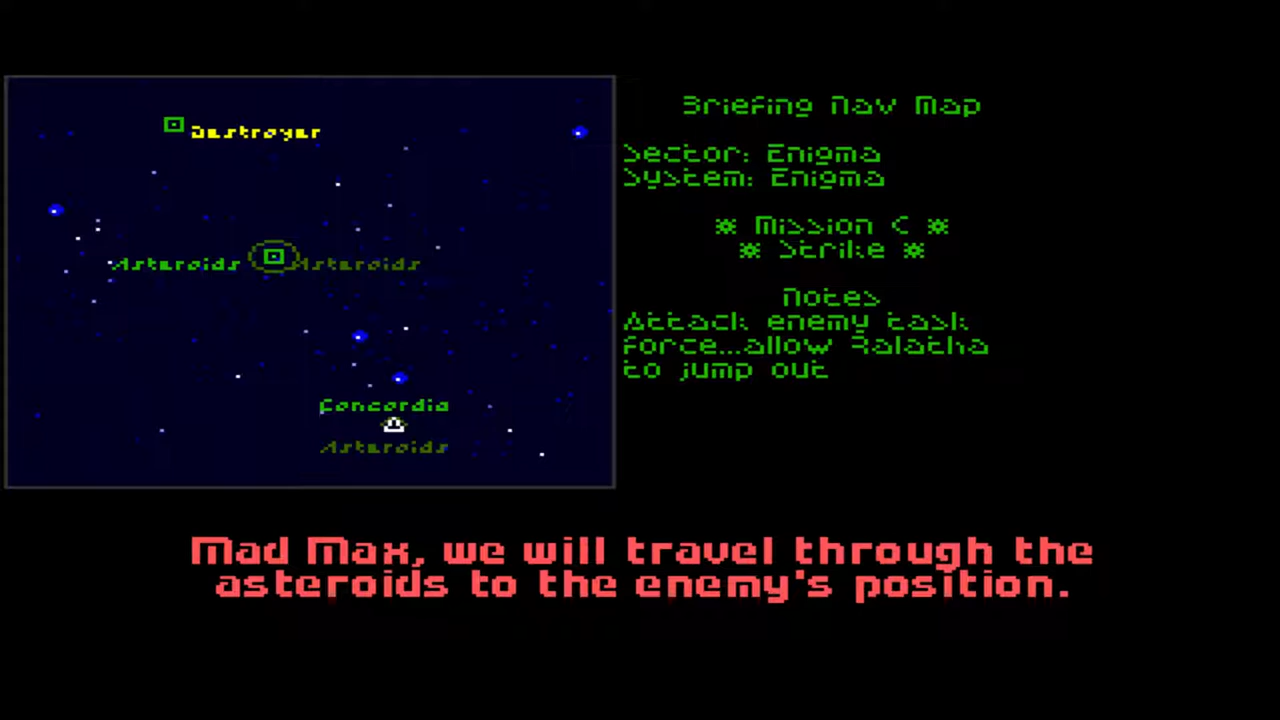 Briefing Nav Map
Destroyer
Sector: Enigma
System: Enigma
* Mission C *
* Strike *
Asteroids
Asteroids
Notes
Attack enemy task
force...allow Ralatha
to jump out
Concordia
Asteroids
Mad Max, we will travel through the
asteroids to the enemy's position.